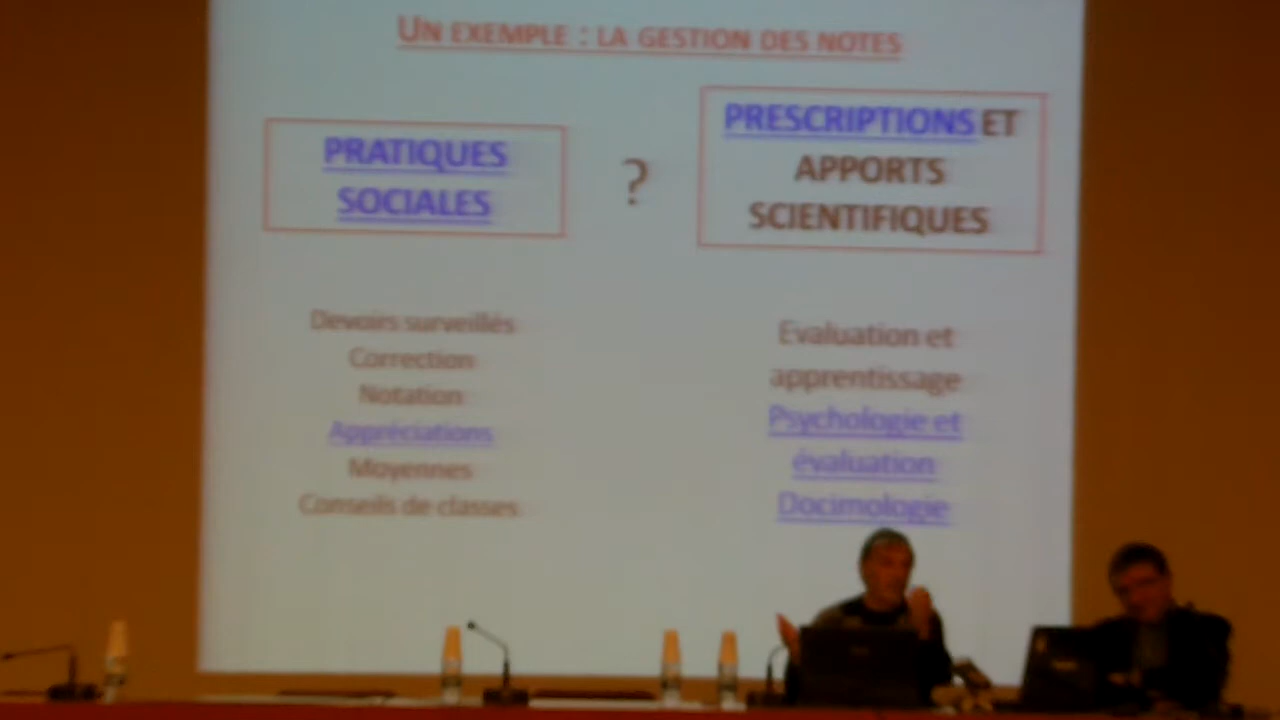 UN EXEMPLE : LA GESTION DES NOTES
PRATIQUES
SOCIALES
?
PRESCRIPTIONS ET
APPORTS
SCIENTIFIQUES
Devoirs surveillés
Correction
Notation
Appréciations
Moyennes
Conseils de classes
Evaluation et
apprentissage
Psychologie et
évaluation
Docimologie